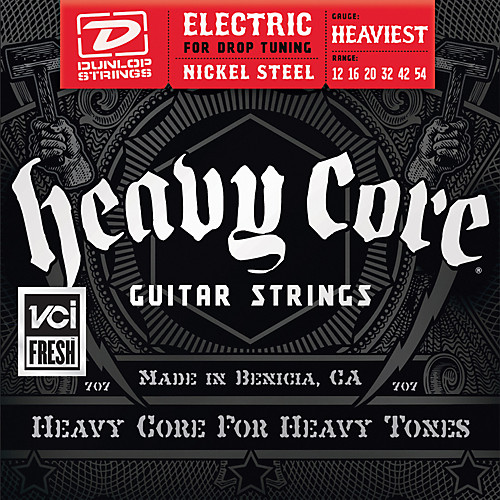 DUNLOP
STRINGS
ELECTRIC
FOR DROP TUNING
NICKEL STEEL
GAUGE:
HEAVIEST
RANGE:
12 16 20 32 42 54
Heavy Core®
GUITAR STRINGS
VCI
FRESH
707
MADE IN BENICIA, CA
707
HEAVY CORE FOR HEAVY TONES